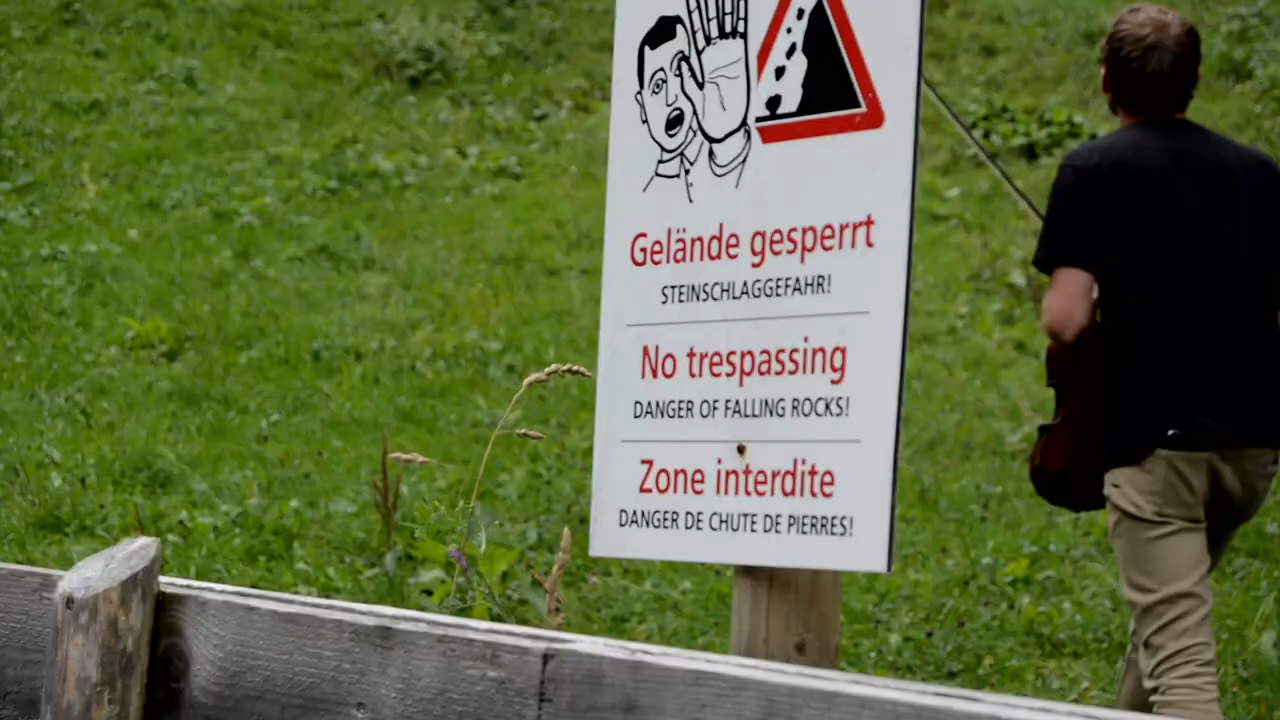 Gelände gesperrt
STEINSCHLAGGEFAHR!
No trespassing
DANGER OF FALLING ROCKS!
Zone interdite
DANGER DE CHUTE DE PIERRES!